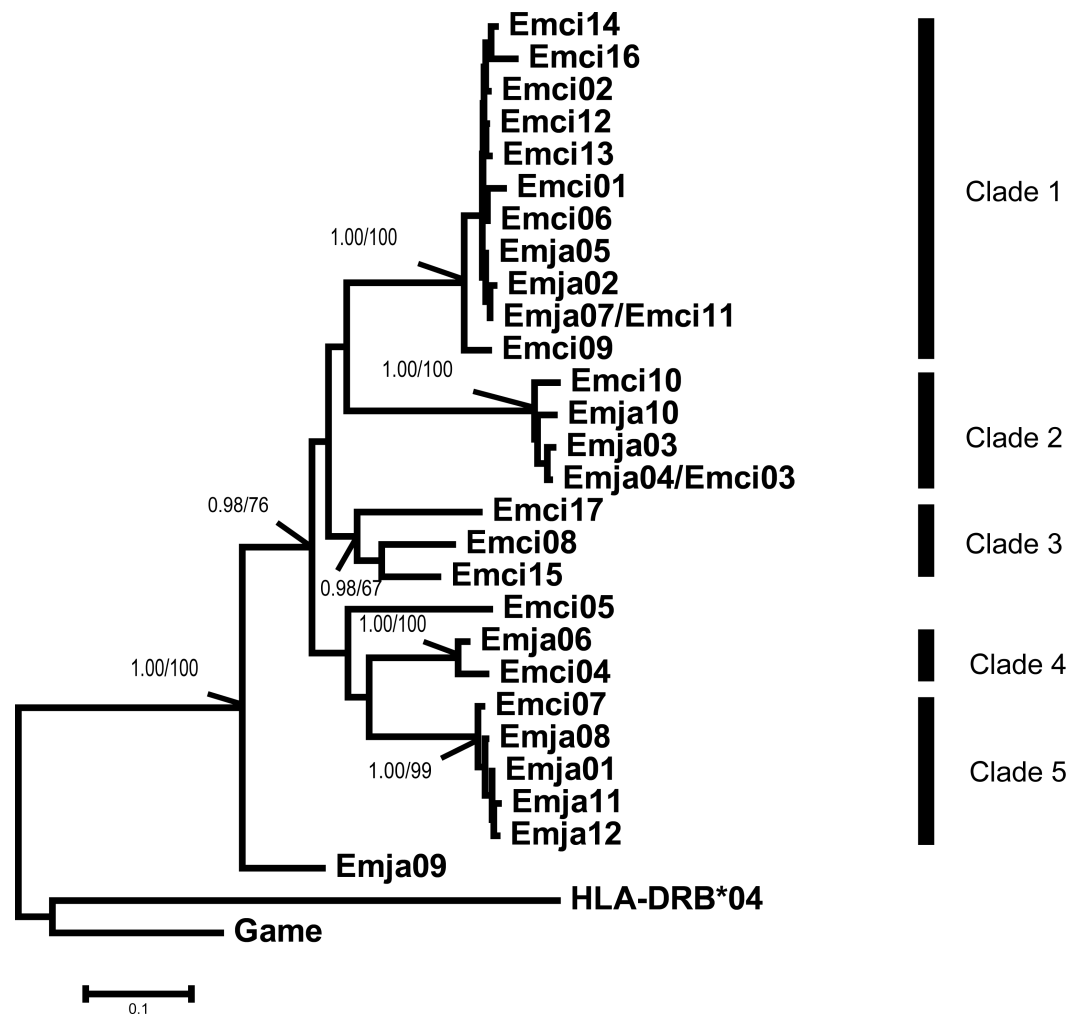 Emci14
Emci16
Emci02
Emci12
Emci13
Emci01
Clade 1
Emci06
1.00/100
Emja05
Emja02
Emja07/Emci11
Emci09
1.00/100
Emci10
Emja10
Clade 2
Emja03
Emja04/Emci03
0.98/76
Emci17
Emci08
Clade 3
Emci15
0.98/67
Emci05
1.00/100
Emja06
Clade 4
1.00/100
Emci04
Emci07
Emja08
1.00/99
Emja01
Clade 5
Emja11
Emja12
Emja09
HLA-DRB*04
Game
0.1